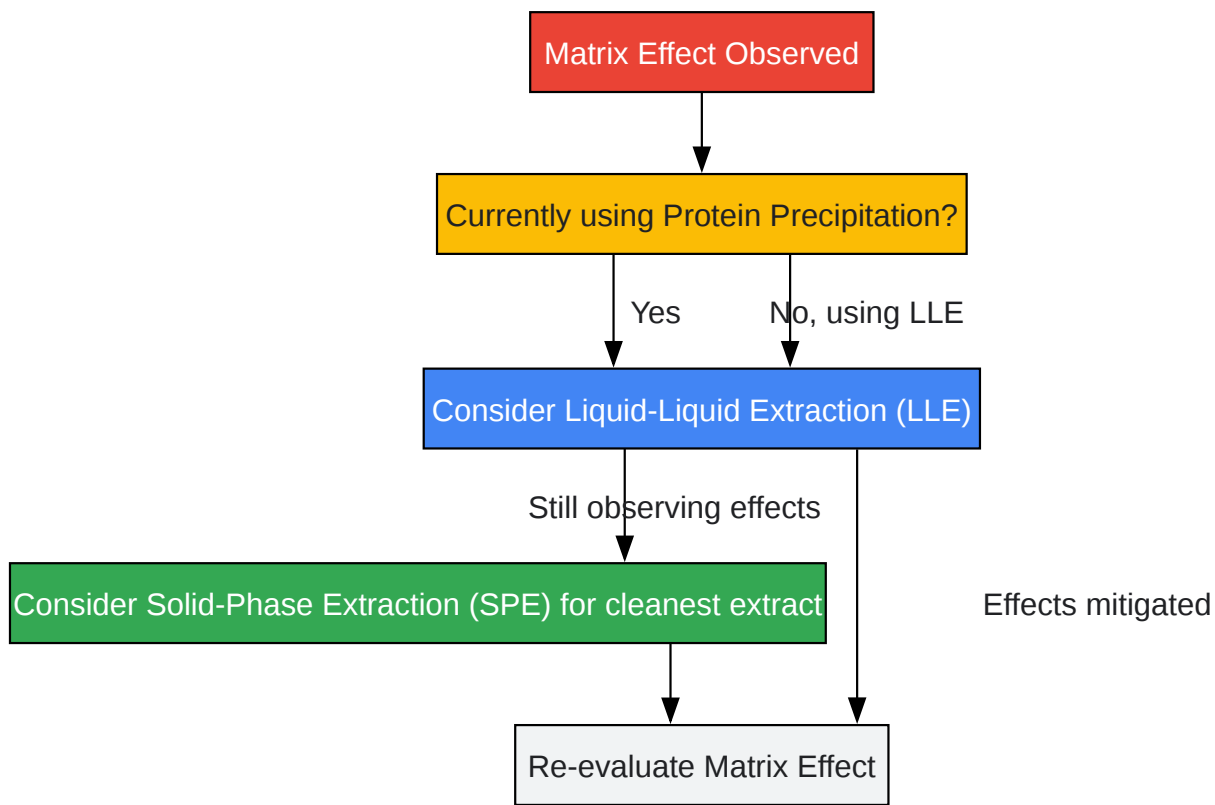 Matrix Effect Observed
Currently using Protein Precipitation?
Yes
No, using LLE
Consider Liquid-Liquid Extraction (LLE)
Still observing effects
Consider Solid-Phase Extraction (SPE) for cleanest extract
Effects mitigated
Re-evaluate Matrix Effect